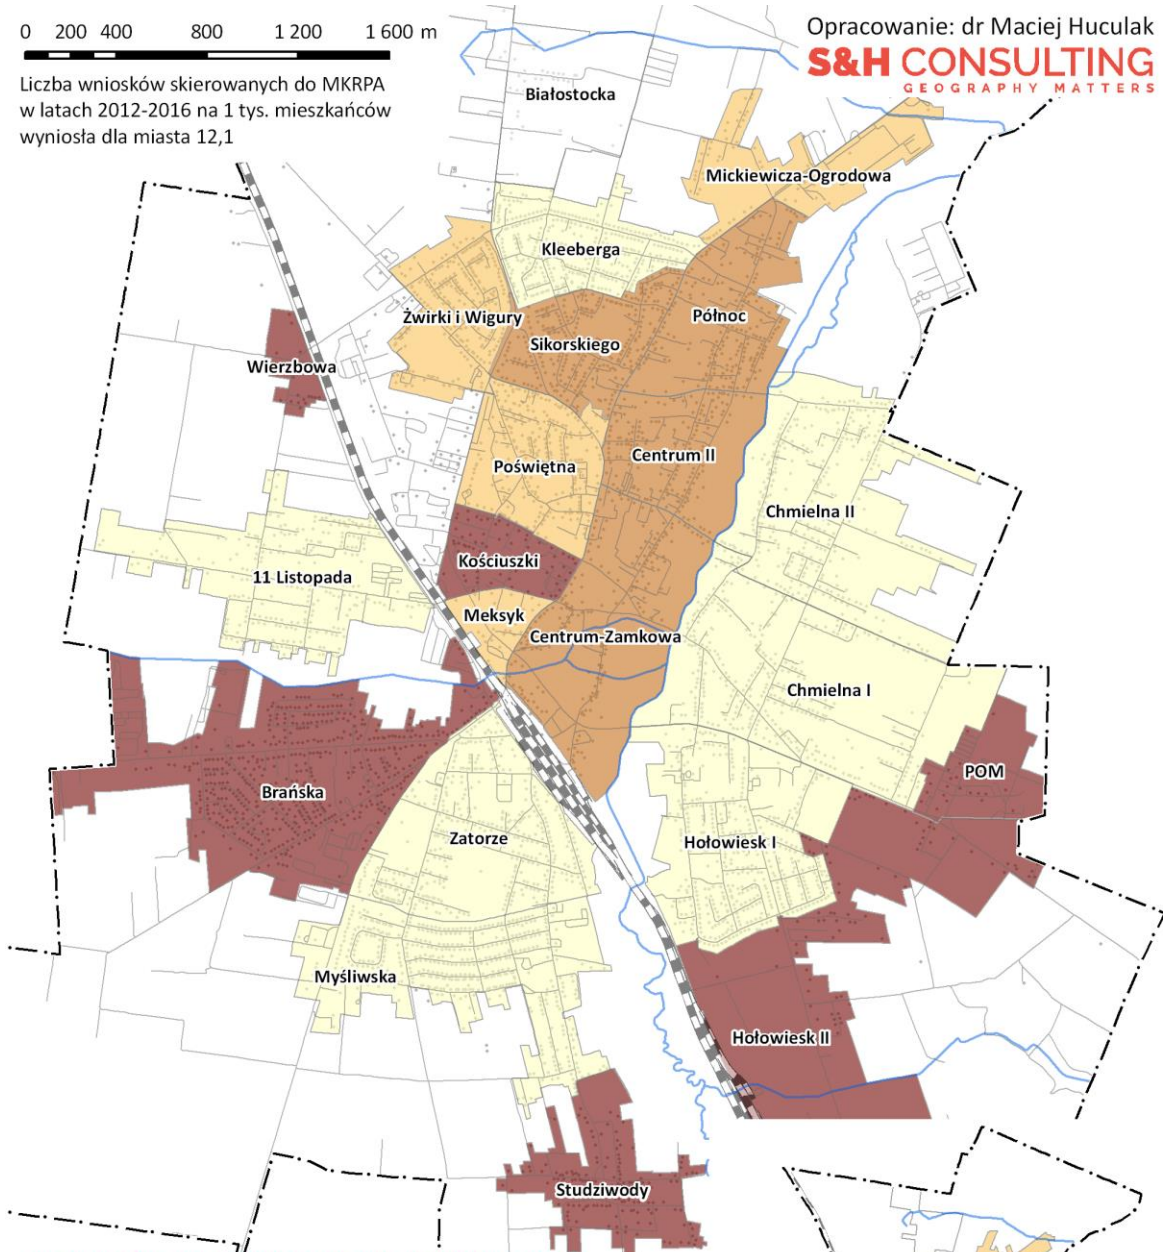 0 200 400 800 1 200 1 600 m
Opracowanie: dr Maciej Huculak
S&H CONSULTING
GEOGRAPHY MATTERS
Liczba wniosków skierowanych do MKRPA
w latach 2012-2016 na 1 tys. mieszkańców
wyniosła dla miasta 12,1
Białostocka
Mickiewicza-Ogrodowa
Kleeberga
Żwirki i Wigury
Północ
Sikorskiego
Wierzbowa
Poświętna
Centrum II
Chmielna II
Kościuszki
11 Listopada
Meksyk
Centrum-Zamkowa
Chmielna I
POM
Brańska
Zatorze
Hołowiesk I
Myśliwska
Hołowiesk II
Studziwody